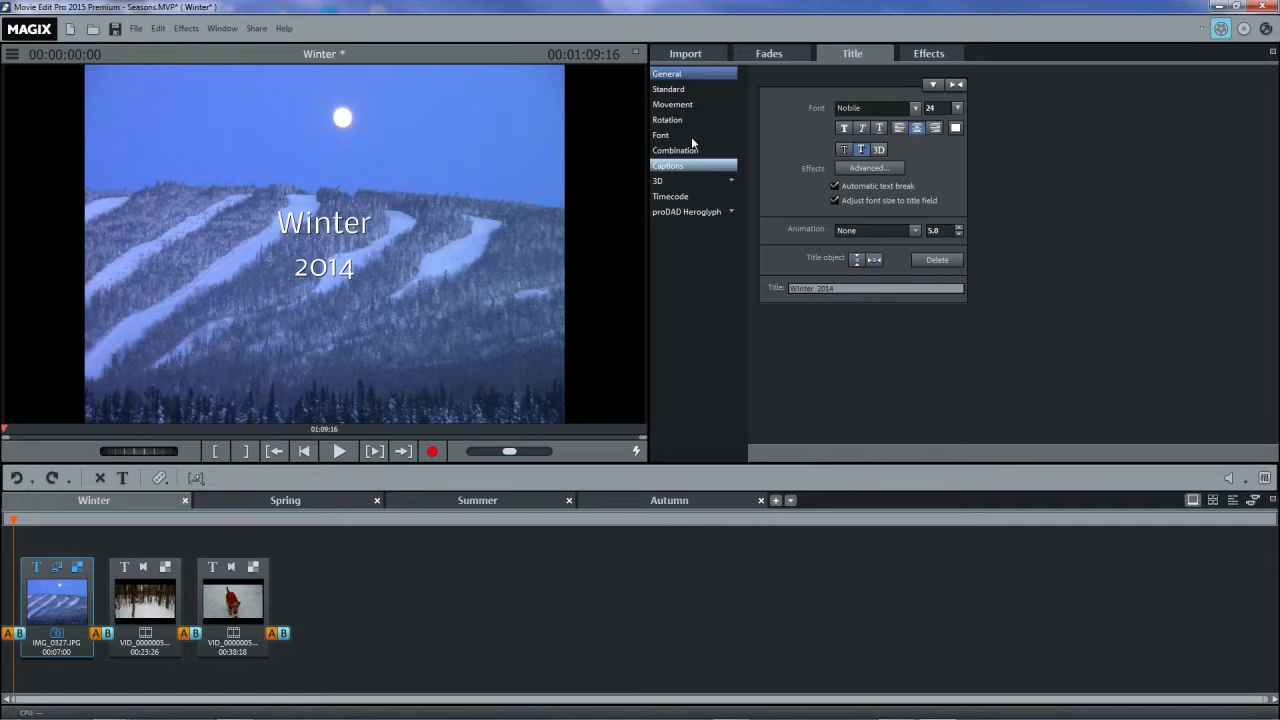 Movie Edit Pro 2015 Premium - Seasons.MVP* ( Winter* )
MAGIX
File Edit Effects Window Share Help
00:00:00:00 Winter * 00:01:09:16
Import Fades Title Effects
General
Standard
Movement
Rotation
Font
Combination
Captions
3D
Timecode
proDAD Heroglyph
Font Nobile 24
T T T
T T 3D
Effects Advanced...
Automatic text break
Adjust font size to title field
Animation None 5.0
Title object Delete
Title: Winter 2014
Winter
2014
01:09:16
T
Winter Spring Summer Autumn
T T T
A B A B A B A B
IMG_0327.JPG VID_0000005... VID_0000005...
00:07:00 00:23:26 00:38:18
CPU: ---